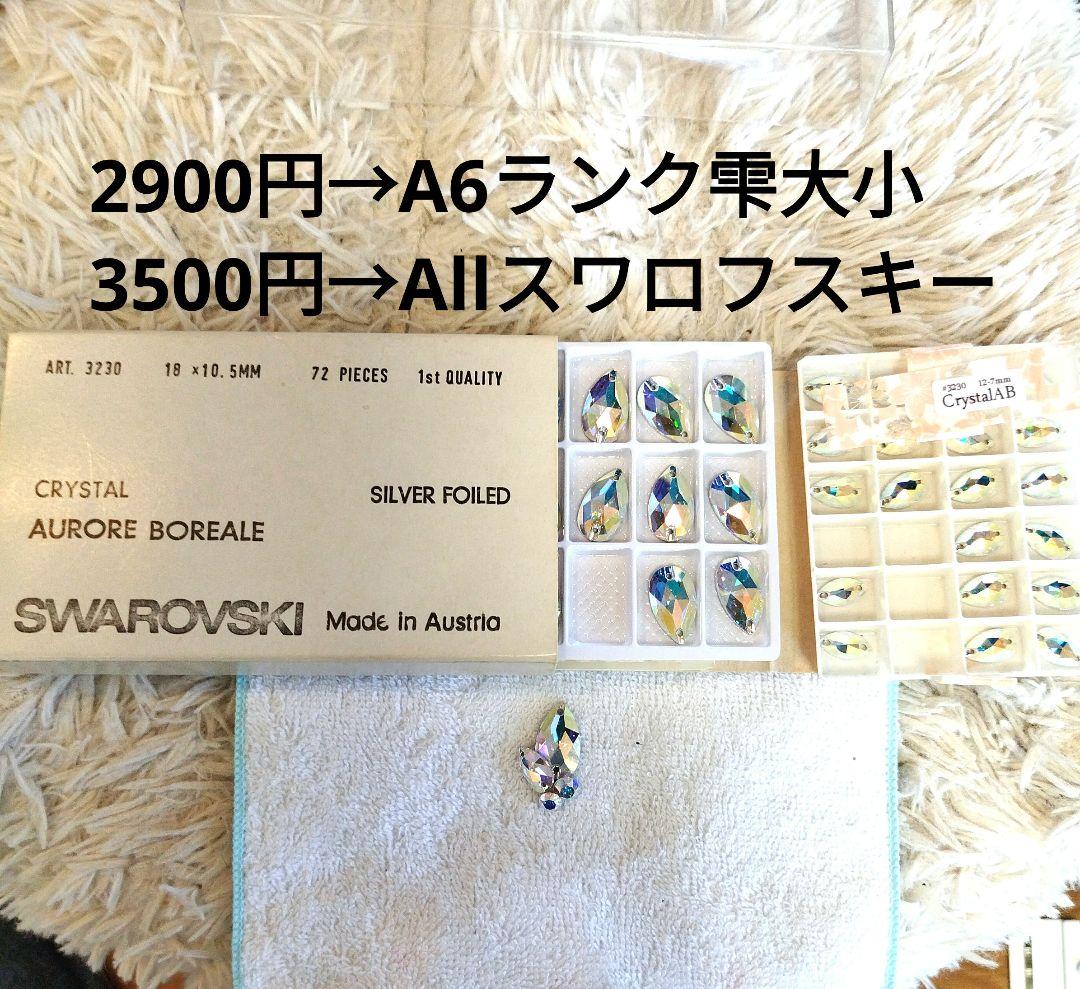 2900円→A6ランク雫大小
3500円→Allスワロフスキー
ART. 3230 18 ×10.5MM 72 PIECES 1st QUALITY
CRYSTAL SILVER FOILED
AURORE BOREALE
SWAROVSKI Made in Austria
#3230 12-7mm
CrystalAB